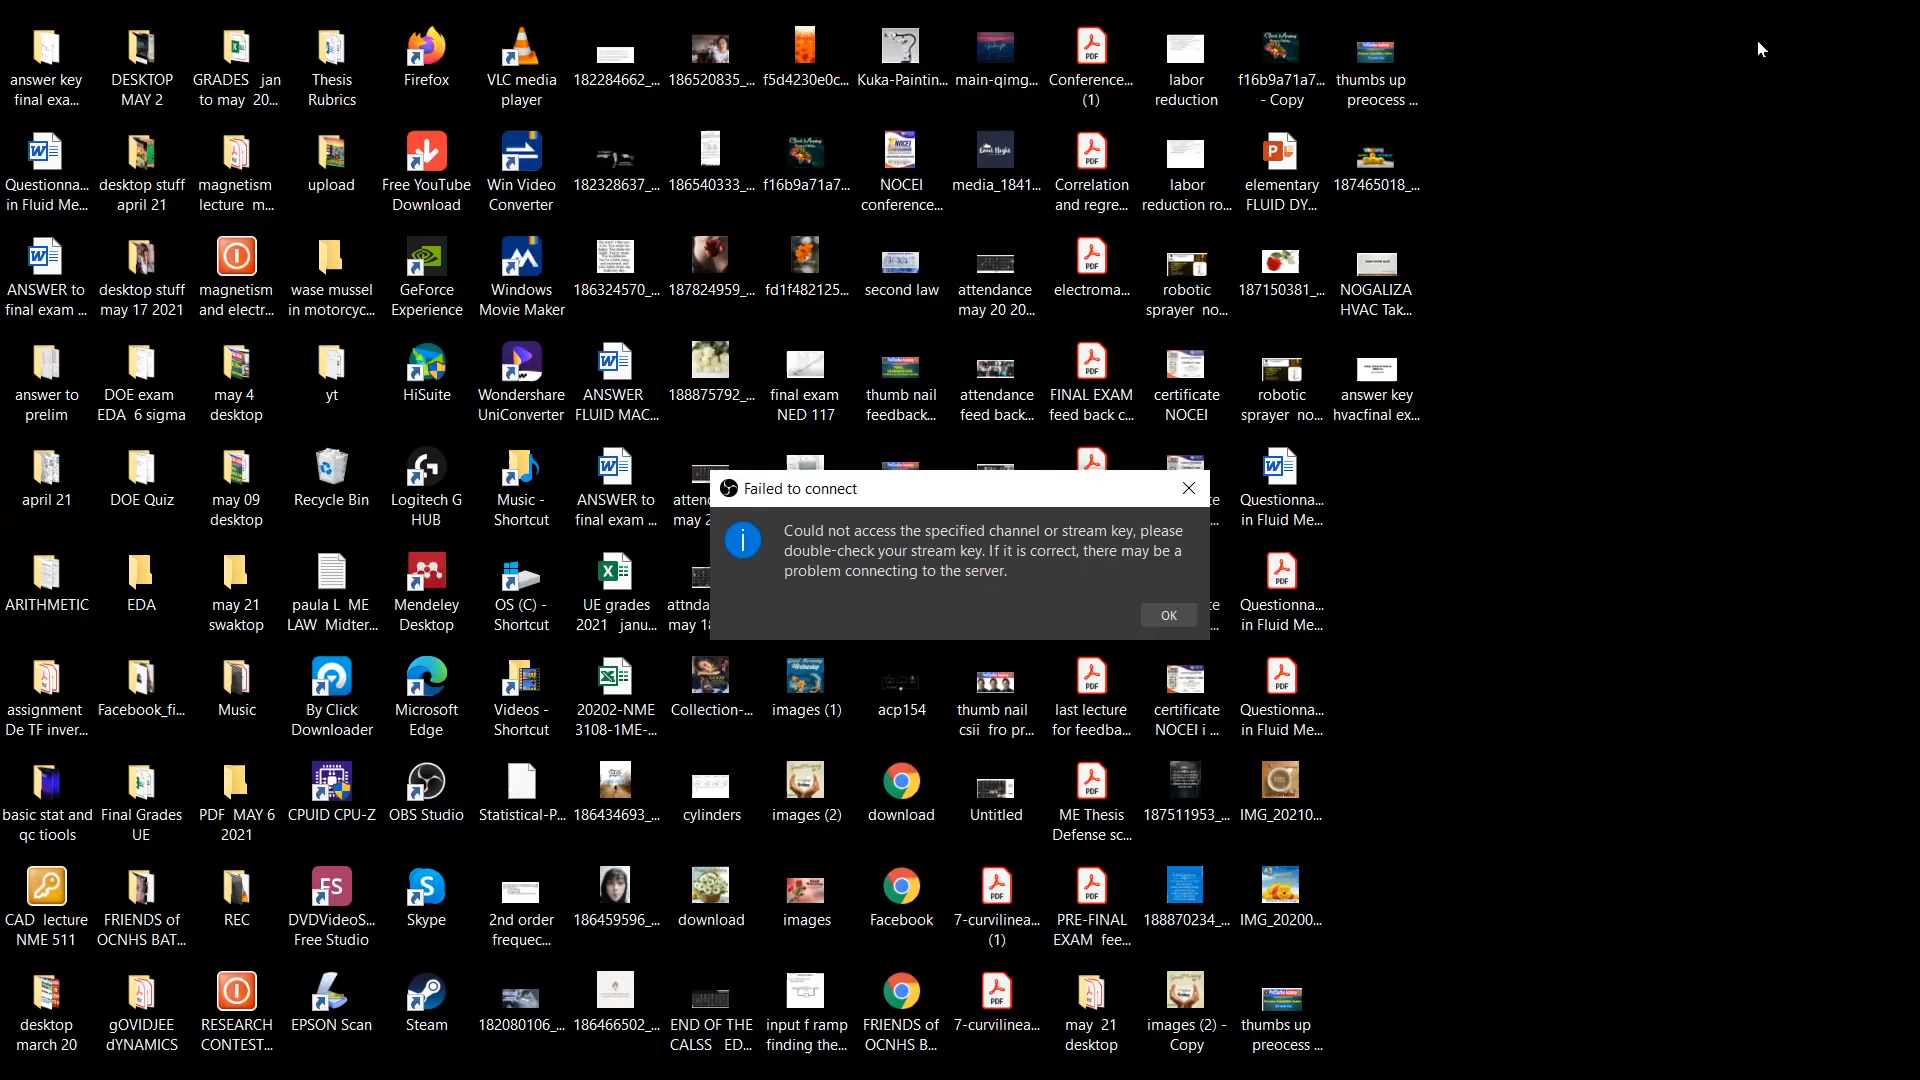 answer key
final exa...
DESKTOP
MAY 2
GRADES jan
to may 20...
Thesis
Rubrics
Firefox
VLC media
player
182284662_...
186520835_...
f5d4230e0c...
Kuka-Paintin...
main-qimg...
Conference...
(1)
labor
reduction
f16b9a71a7...
- Copy
thumbs up
preocess ...
Questionna...
in Fluid Me...
desktop stuff
april 21
magnetism
lecture m...
upload
Free YouTube
Download
Win Video
Converter
182328637_...
186540333_...
f16b9a71a7...
NOCEI
conference...
media_1841...
Correlation
and regre...
labor
reduction ro...
elementary
FLUID DY...
187465018_...
ANSWER to
final exam ...
desktop stuff
may 17 2021
magnetism
and electr...
wase mussel
in motorcyc...
GeForce
Experience
Windows
Movie Maker
186324570_...
187824959_...
fd1f482125...
second law
attendance
may 20 20...
electroma...
robotic
sprayer no...
187150381_...
NOGALIZA
HVAC Tak...
answer to
prelim
DOE exam
EDA 6 sigma
may 4
desktop
yt
HiSuite
Wondershare
UniConverter
ANSWER
FLUID MAC...
188875792_...
final exam
NED 117
thumb nail
feedback...
attendance
feed back...
FINAL EXAM
feed back c...
certificate
NOCEI
robotic
sprayer no...
answer key
hvacfinal ex...
april 21
DOE Quiz
may 09
desktop
Recycle Bin
Logitech G
HUB
Music -
Shortcut
ANSWER to
final exam ...
Questionna...
in Fluid Me...
Failed to connect
Could not access the specified channel or stream key, please
double-check your stream key. If it is correct, there may be a
problem connecting to the server.
OK
ARITHMETIC
EDA
may 21
swaktop
paula L ME
LAW Midter...
Mendeley
Desktop
OS (C) -
Shortcut
UE grades
2021 janu...
Questionna...
in Fluid Me...
assignment
De TF inver...
Facebook_fi...
Music
By Click
Downloader
Microsoft
Edge
Videos -
Shortcut
20202-NME
3108-1ME-...
Collection-...
images (1)
acp154
thumb nail
csii fro pr...
last lecture
for feedba...
certificate
NOCEI i ...
Questionna...
in Fluid Me...
basic stat and
qc tiools
Final Grades
UE
PDF MAY 6
2021
CPUID CPU-Z
OBS Studio
Statistical-P...
186434693_...
cylinders
images (2)
download
Untitled
ME Thesis
Defense sc...
187511953_...
IMG_20210...
CAD lecture
NME 511
FRIENDS of
OCNHS BAT...
REC
DVDVideoS...
Free Studio
Skype
2nd order
frequec...
186459596_...
download
images
Facebook
7-curvilinea...
(1)
PRE-FINAL
EXAM fee...
188870234_...
IMG_20200...
desktop
march 20
gOVIDJEE
dYNAMICS
RESEARCH
CONTEST...
EPSON Scan
Steam
182080106_...
186466502_...
END OF THE
CALSS ED...
input f ramp
finding the...
FRIENDS of
OCNHS B...
7-curvilinea...
may 21
desktop
images (2) -
Copy
thumbs up
preocess ...